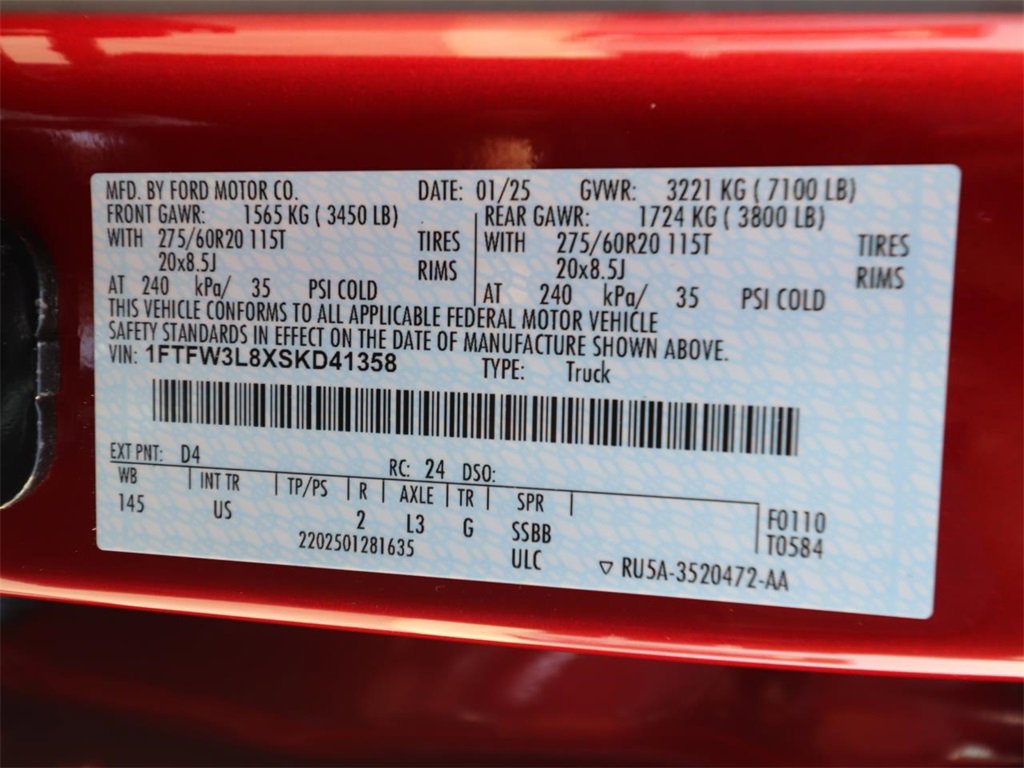 MFD. BY FORD MOTOR CO. DATE: 01/25 GVWR: 3221 KG ( 7100 LB)
FRONT GAWR: 1565 KG ( 3450 LB) REAR GAWR: 1724 KG ( 3800 LB)
WITH 275/60R20 115T TIRES WITH 275/60R20 115T TIRES
20x8.5J RIMS 20x8.5J RIMS
AT 240 kPa/ 35 PSI COLD AT 240 kPa/ 35 PSI COLD
THIS VEHICLE CONFORMS TO ALL APPLICABLE FEDERAL MOTOR VEHICLE
SAFETY STANDARDS IN EFFECT ON THE DATE OF MANUFACTURE SHOWN ABOVE.
VIN: 1FTFW3L8XSKD41358 TYPE: Truck
EXT PNT: D4 RC: 24 DSO:
WB INT TR TP/PS R AXLE TR SPR
145 US 2 L3 G SSBB F0110
2202501281635 ULC T0584
▽ RU5A-3520472-AA